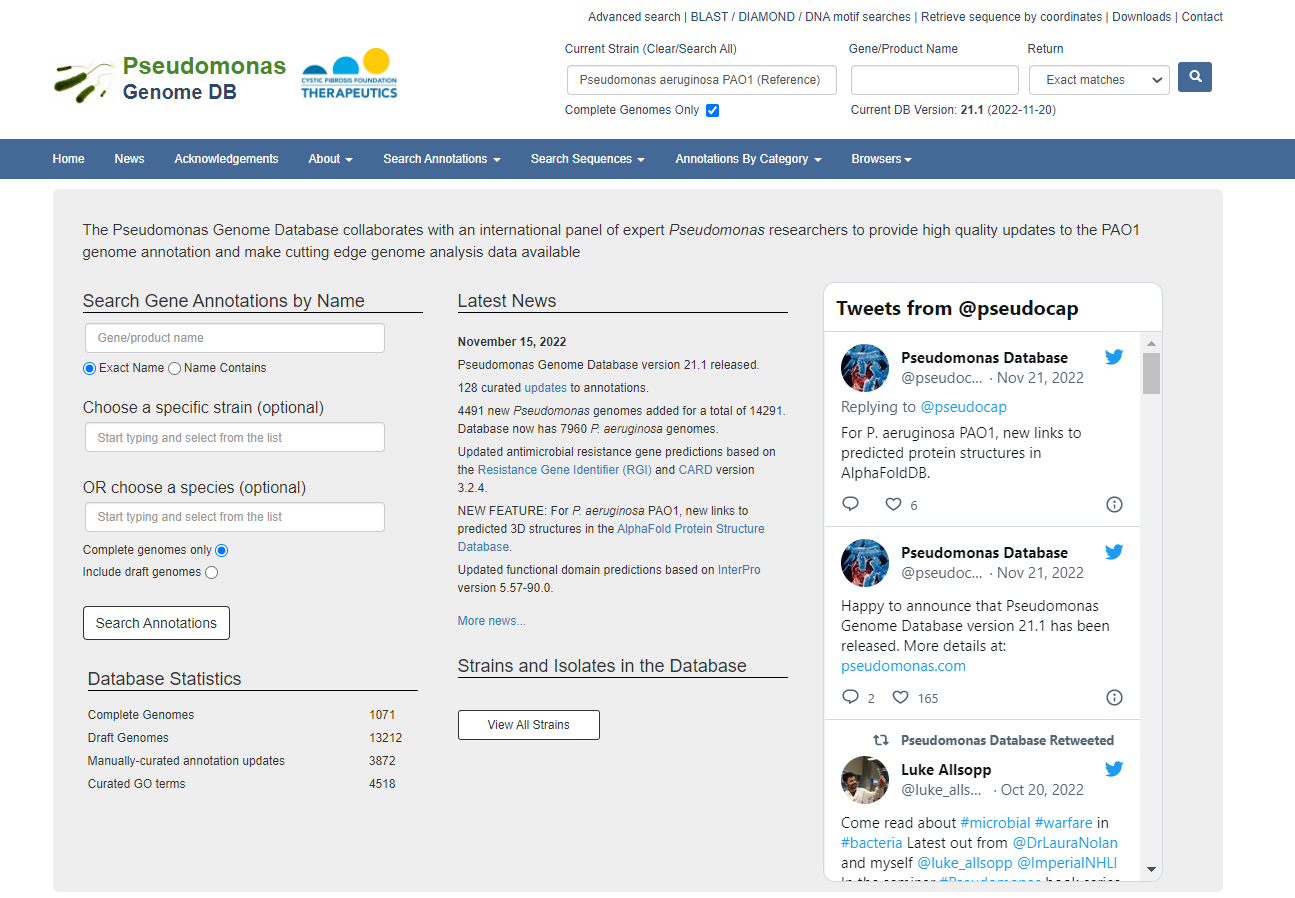 Advanced search | BLAST / DIAMOND / DNA motif searches | Retrieve sequence by coordinates | Downloads | Contact
Pseudomonas
Genome DB
CYSTIC FIBROSIS FOUNDATION
THERAPEUTICS
Current Strain (Clear/Search All)
Gene/Product Name
Return
Pseudomonas aeruginosa PAO1 (Reference)
Exact matches
Complete Genomes Only
Current DB Version: 21.1 (2022-11-20)
Home
News
Acknowledgements
About
Search Annotations
Search Sequences
Annotations By Category
Browsers
The Pseudomonas Genome Database collaborates with an international panel of expert Pseudomonas researchers to provide high quality updates to the PAO1
genome annotation and make cutting edge genome analysis data available
Search Gene Annotations by Name
Gene/product name
Exact Name
Name Contains
Choose a specific strain (optional)
Start typing and select from the list
OR choose a species (optional)
Start typing and select from the list
Complete genomes only
Include draft genomes
Search Annotations
Database Statistics
Complete Genomes 1071
Draft Genomes 13212
Manually-curated annotation updates 3872
Curated GO terms 4518
Latest News
November 15, 2022
Pseudomonas Genome Database version 21.1 released.
128 curated updates to annotations.
4491 new Pseudomonas genomes added for a total of 14291.
Database now has 7960 P. aeruginosa genomes.
Updated antimicrobial resistance gene predictions based on
the Resistance Gene Identifier (RGI) and CARD version
3.2.4.
NEW FEATURE: For P. aeruginosa PAO1, new links to
predicted 3D structures in the AlphaFold Protein Structure
Database.
Updated functional domain predictions based on InterPro
version 5.57-90.0.
More news...
Strains and Isolates in the Database
View All Strains
Tweets from @pseudocap
Pseudomonas Database
@pseudoc... · Nov 21, 2022
Replying to @pseudocap
For P. aeruginosa PAO1, new links to
predicted protein structures in
AlphaFoldDB.
6
Pseudomonas Database
@pseudoc... · Nov 21, 2022
Happy to announce that Pseudomonas
Genome Database version 21.1 has been
released. More details at:
pseudomonas.com
2 165
Pseudomonas Database Retweeted
Luke Allsopp
@luke_alls... · Oct 20, 2022
Come read about #microbial #warfare in
#bacteria Latest out from @DrLauraNolan
and myself @luke_allsopp @ImperialNHLI
In the seminar #Pseudomonas book series